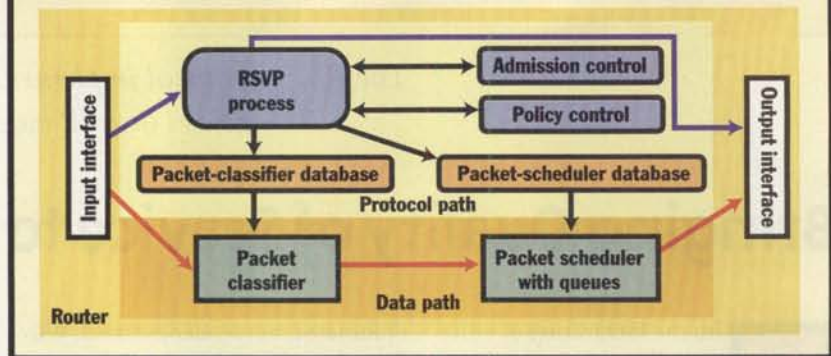 RSVP
process
Admission control
Policy control
Input interface
Output interface
Packet-classifier database
Packet-scheduler database
Protocol path
Packet
classifier
Packet scheduler
with queues
Data path
Router